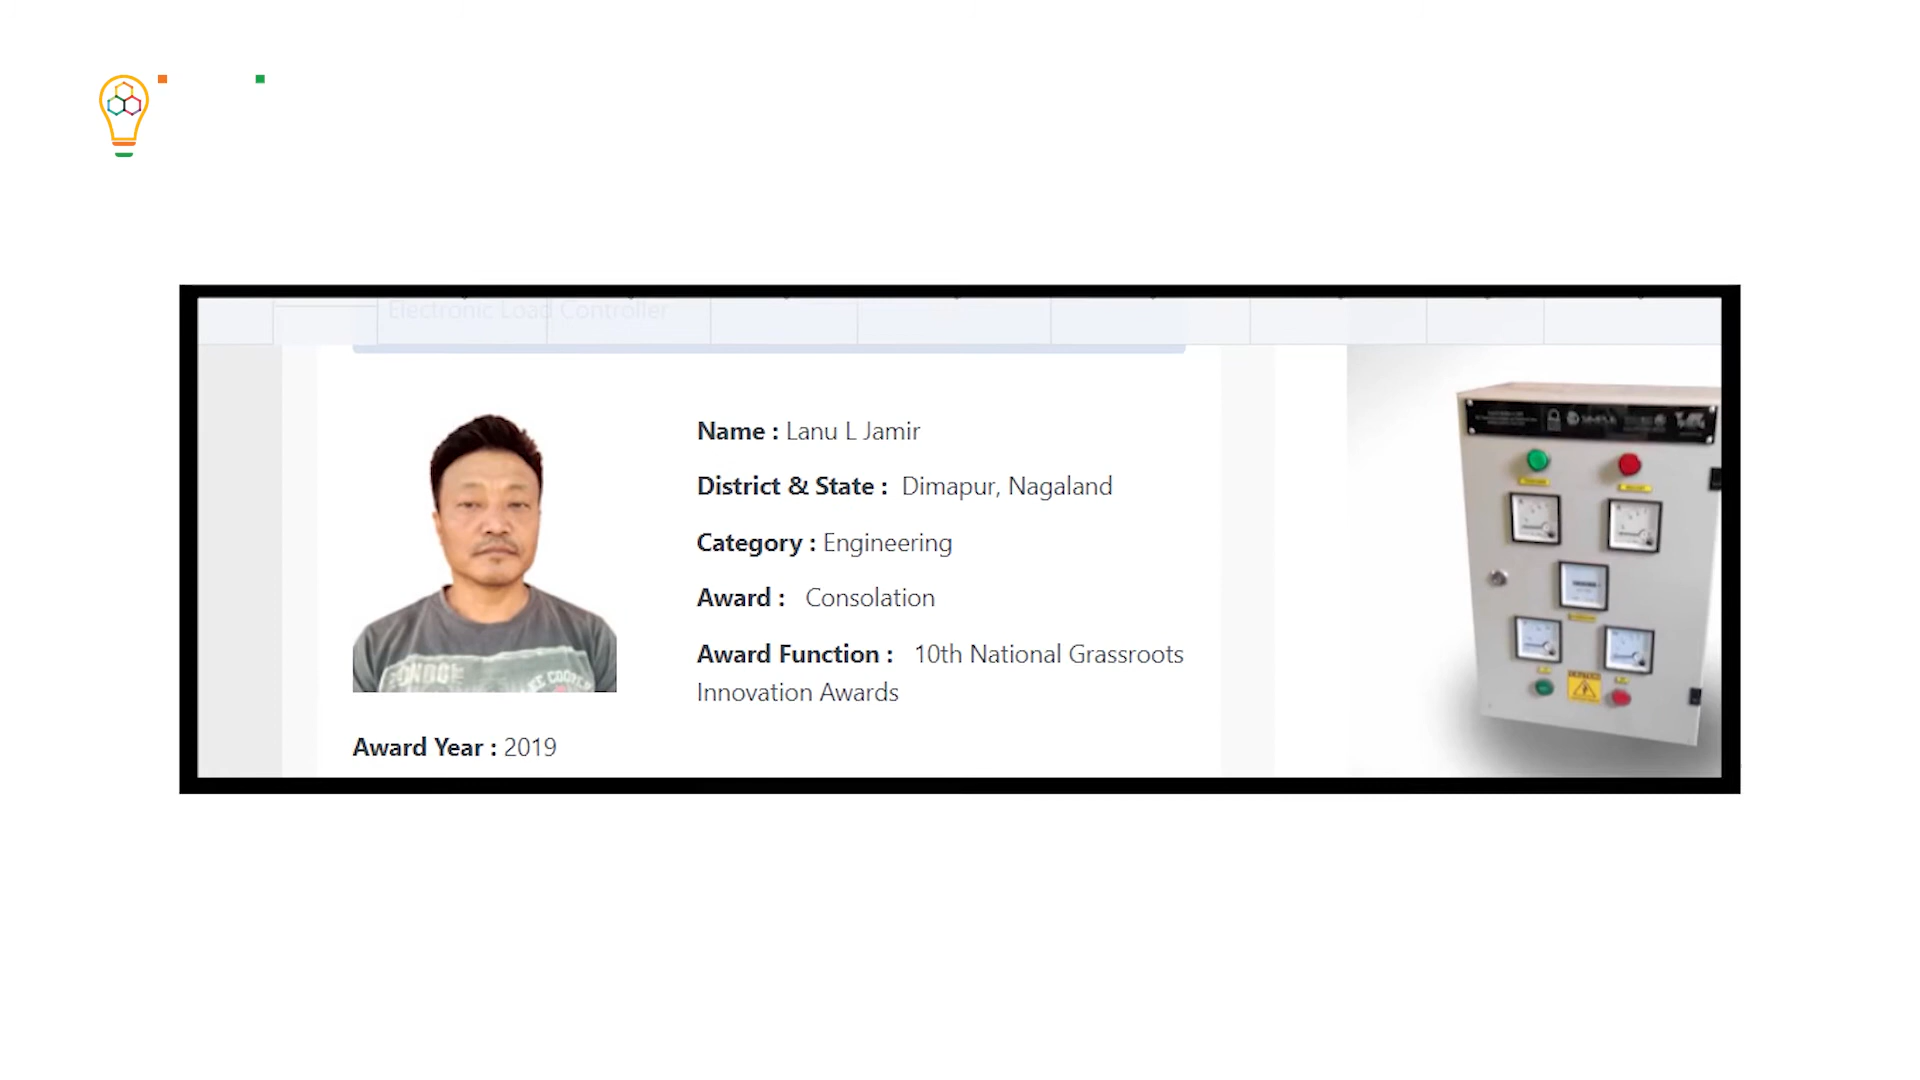 Electronic Load Controller
Name : Lanu L Jamir
District & State : Dimapur, Nagaland
Category : Engineering
Award : Consolation
Award Function : 10th National Grassroots
Innovation Awards
Award Year : 2019
DANGER